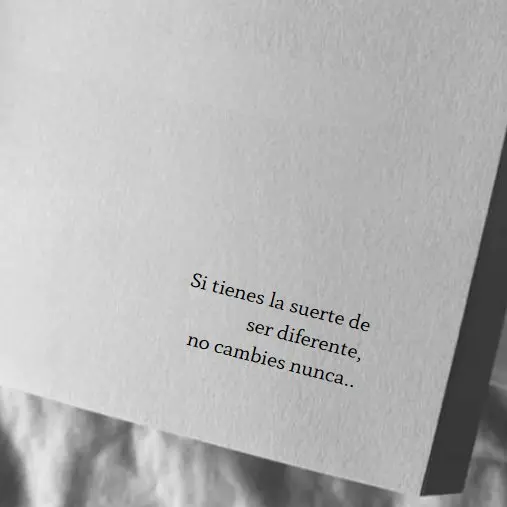 Si tienes la suerte de
ser diferente,
no cambies nunca..